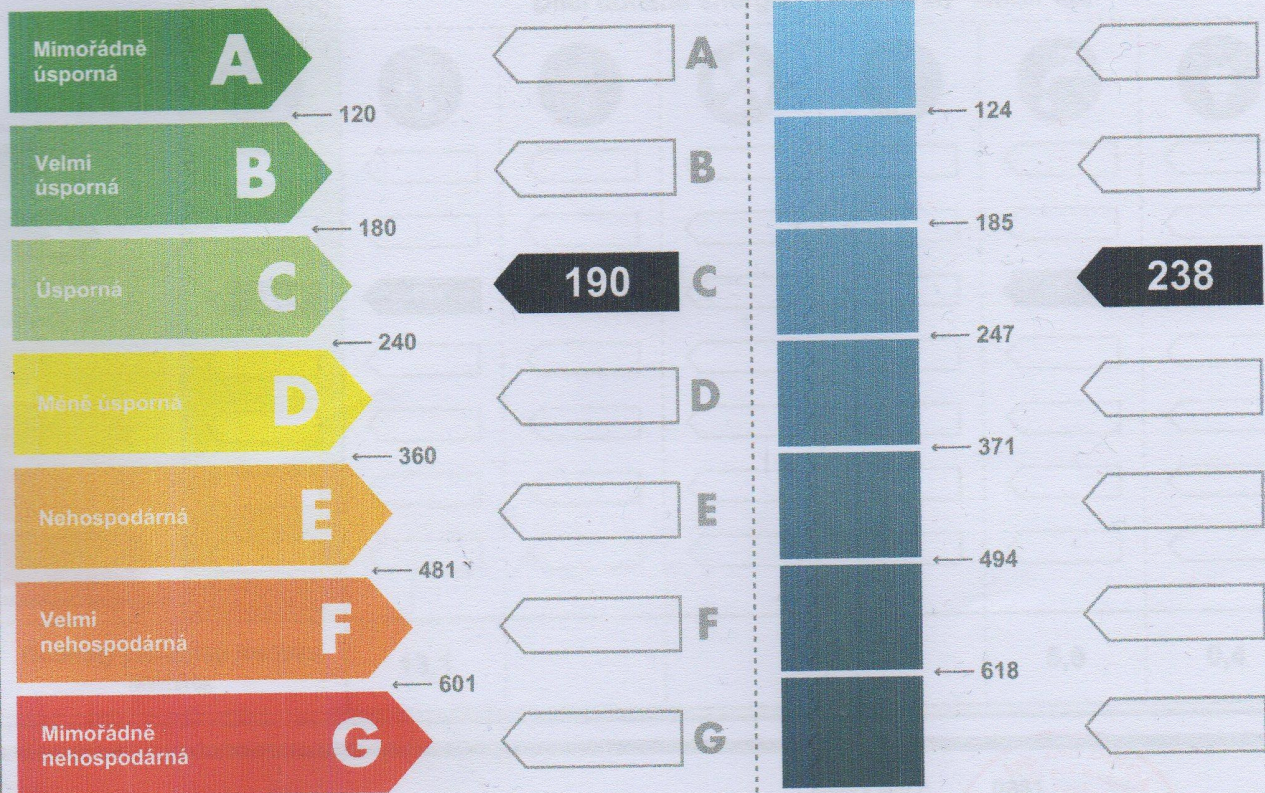 Mimořádně
úsporná
A
A
120
124
Velmi
úsporná
B
B
180
185
Úsporná
C
190
C
238
240
247
Méně úsporná
D
D
360
371
Nehospodárná
E
E
481
494
Velmi
nehospodárná
F
F
601
618
Mimořádně
nehospodárná
G
G